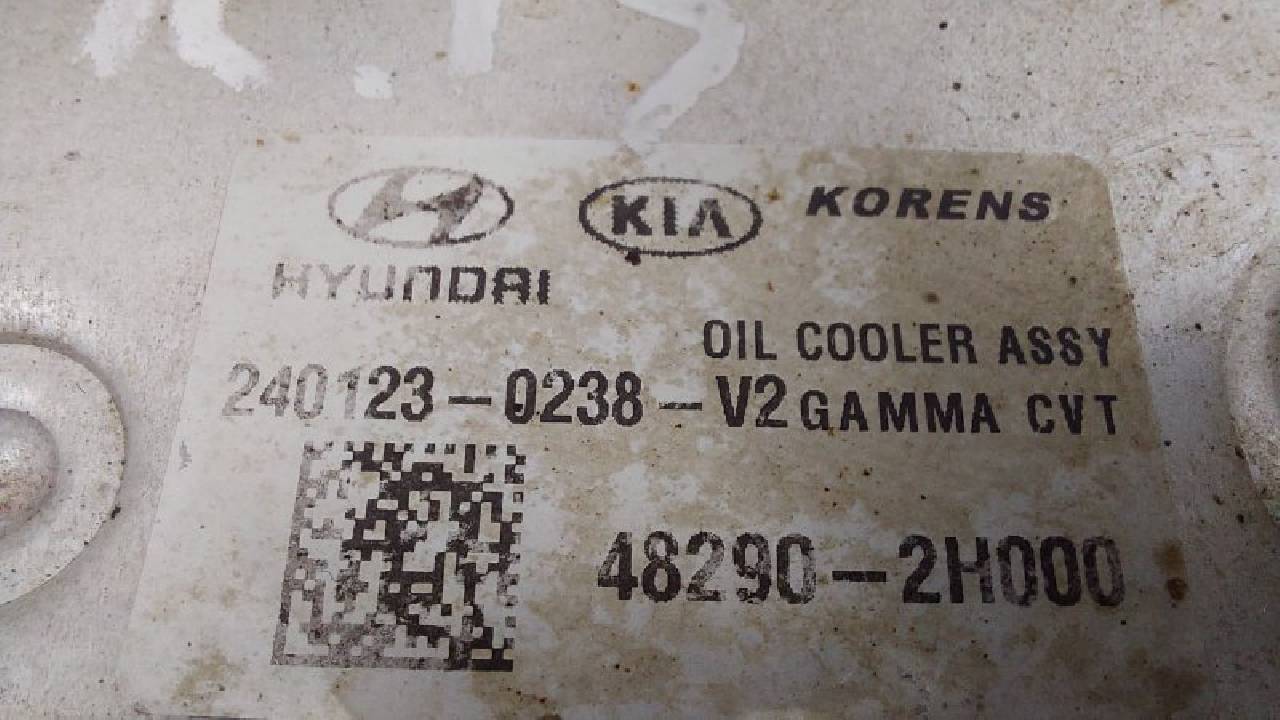 KIA KORENS
HYUNDAI
OIL COOLER ASSY
240123-0238-V2 GAMMA CVT
48290-2H000